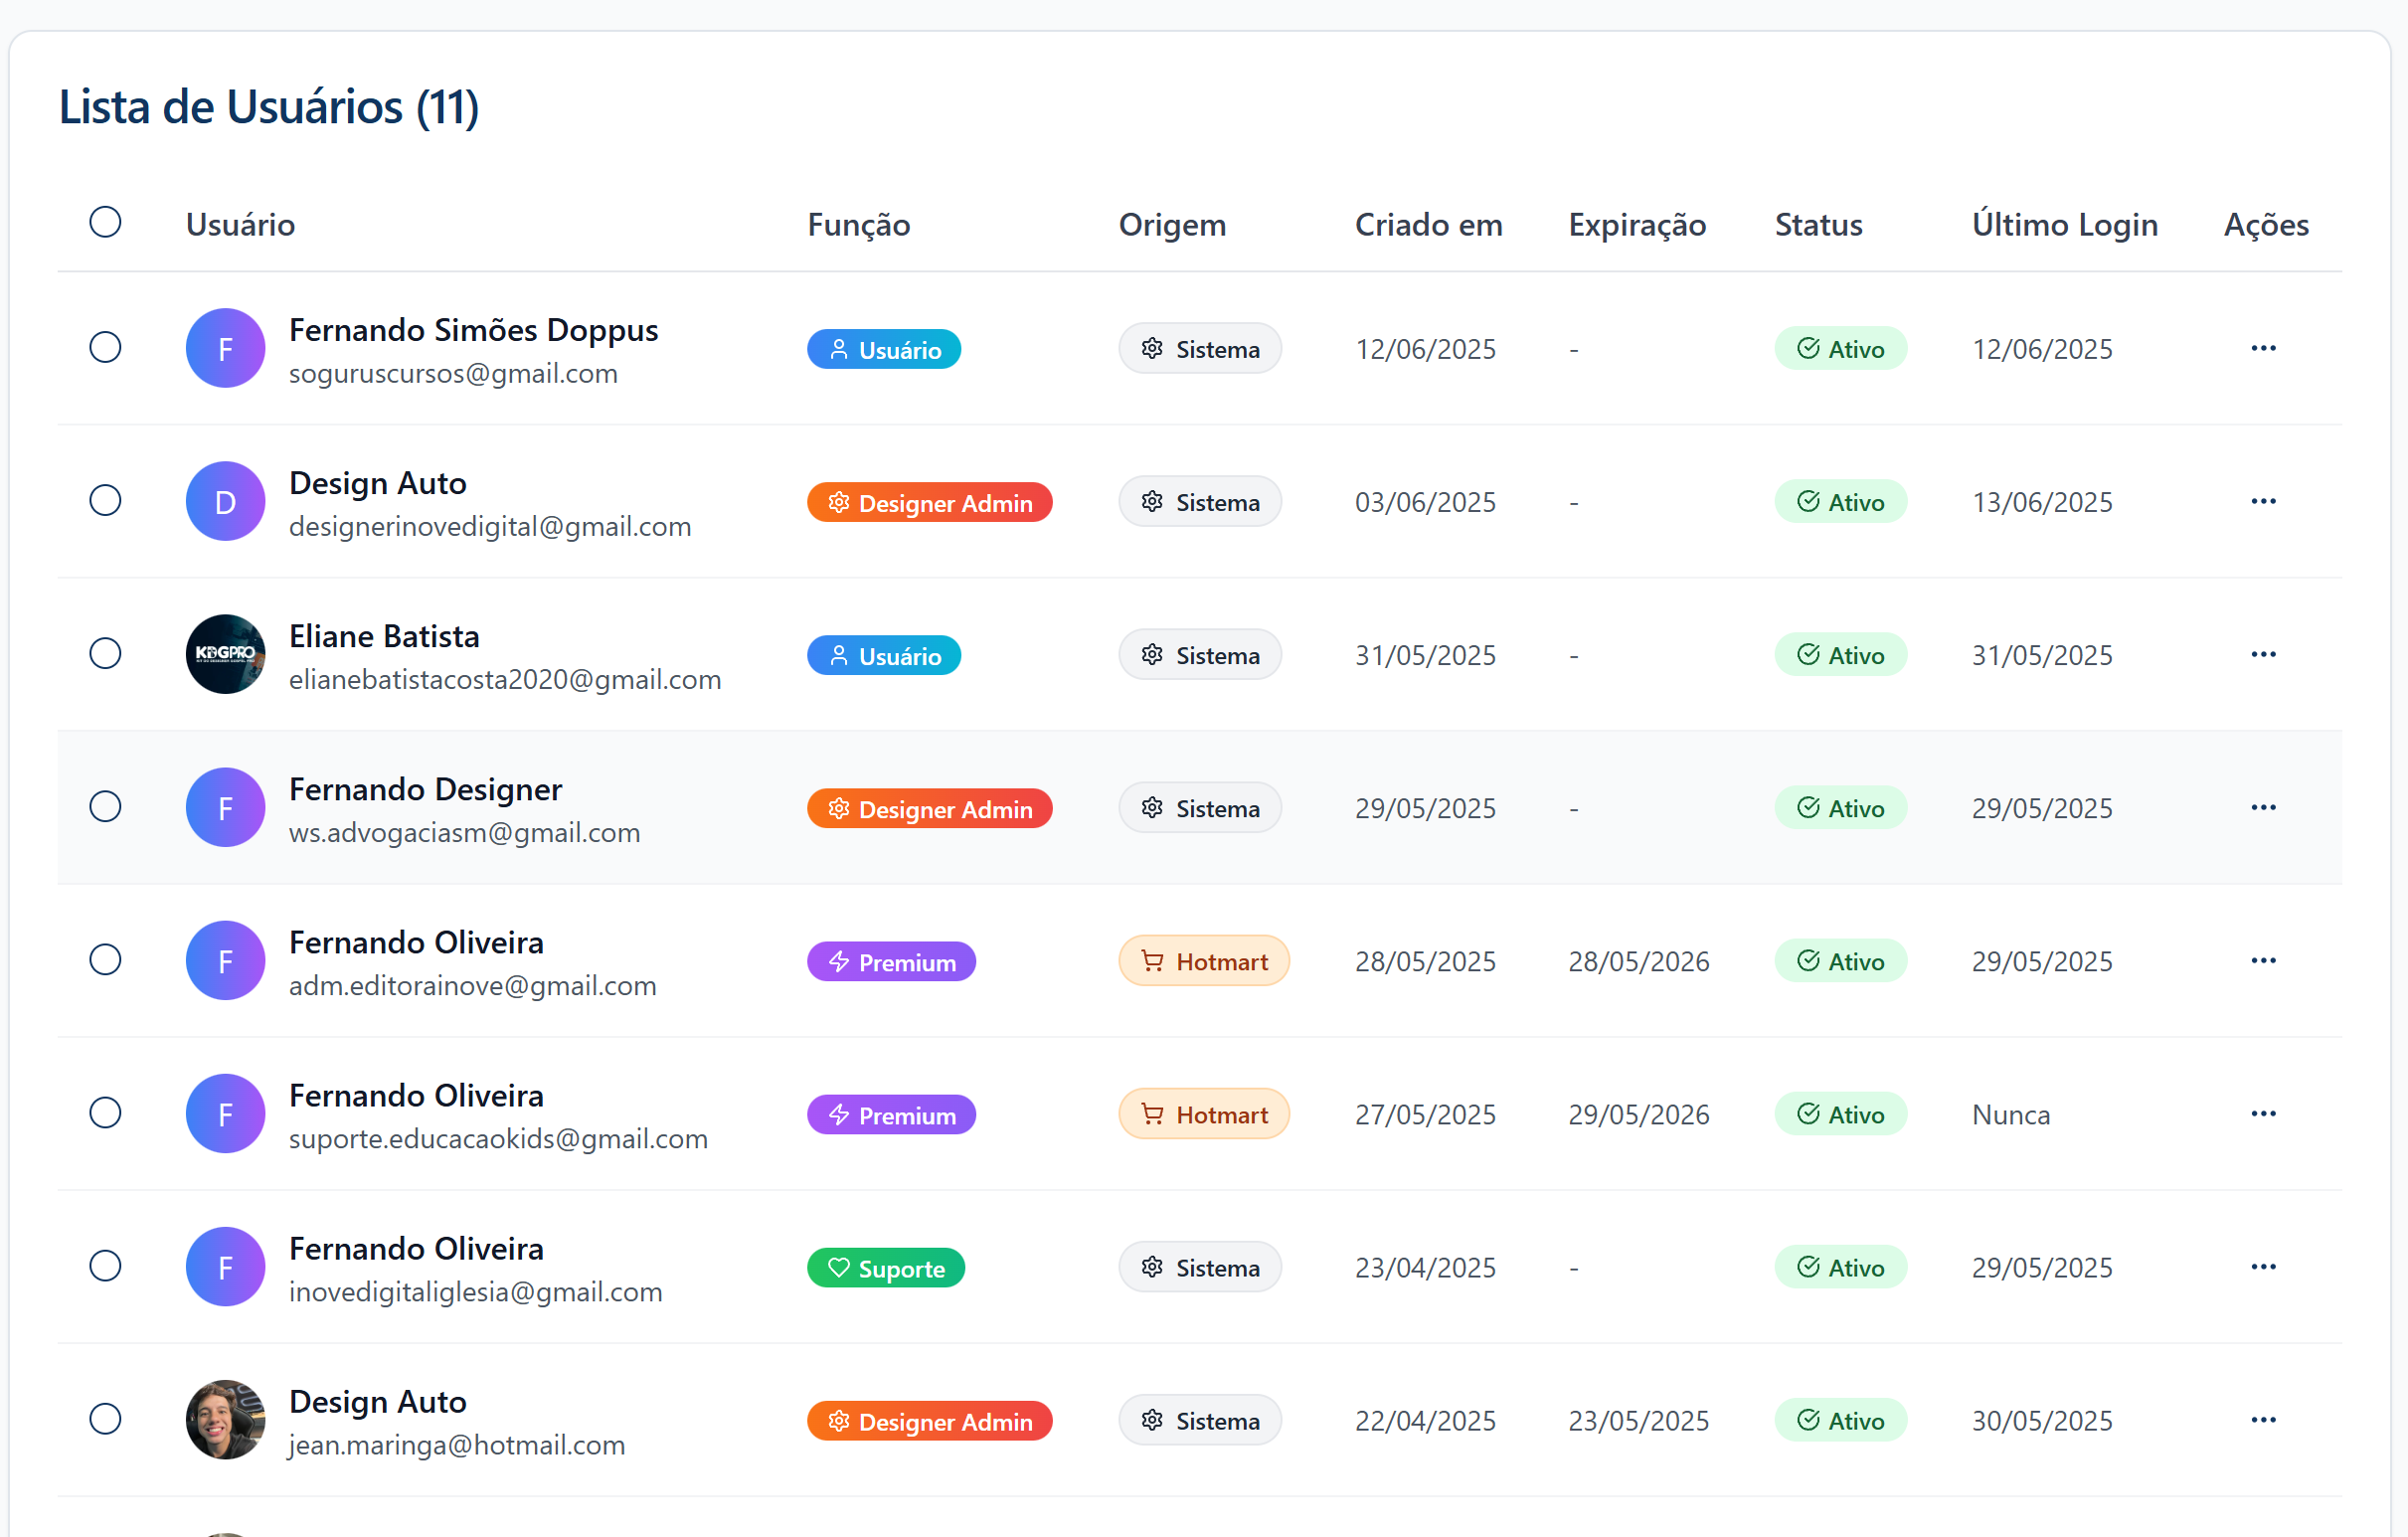 Lista de Usuários (11)
Usuário Função Origem Criado em Expiração Status Último Login Ações
F Fernando Simões Doppus
soguruscursos@gmail.com
Usuário Sistema 12/06/2025 - Ativo 12/06/2025 ...
D Design Auto
designerinovedigital@gmail.com
Designer Admin Sistema 03/06/2025 - Ativo 13/06/2025 ...
KDGPRO
Eliane Batista
elianebatistacosta2020@gmail.com
Usuário Sistema 31/05/2025 - Ativo 31/05/2025 ...
F Fernando Designer
ws.advogaciasm@gmail.com
Designer Admin Sistema 29/05/2025 - Ativo 29/05/2025 ...
F Fernando Oliveira
adm.editorainove@gmail.com
Premium Hotmart 28/05/2025 28/05/2026 Ativo 29/05/2025 ...
F Fernando Oliveira
suporte.educacaokids@gmail.com
Premium Hotmart 27/05/2025 29/05/2026 Ativo Nunca ...
F Fernando Oliveira
inovedigitaliglesia@gmail.com
Suporte Sistema 23/04/2025 - Ativo 29/05/2025 ...
Design Auto
jean.maringa@hotmail.com
Designer Admin Sistema 22/04/2025 23/05/2025 Ativo 30/05/2025 ...